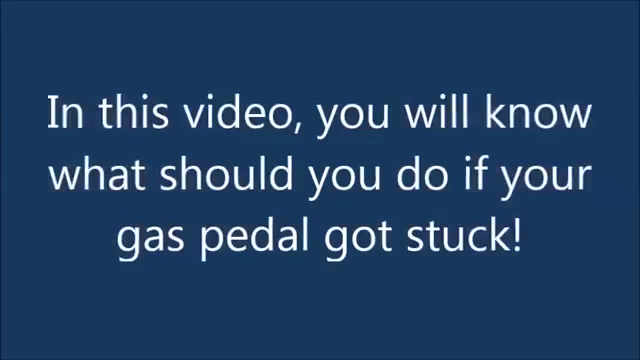 In this video, you will know
what should you do if your
gas pedal got stuck!